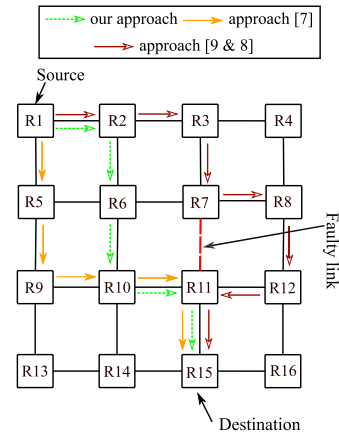 our approach approach [7]
approach [9 & 8]
Source
R1 R2 R3 R4
R5 R6 R7 R8
Faulty link
R9 R10 R11 R12
R13 R14 R15 R16
Destination